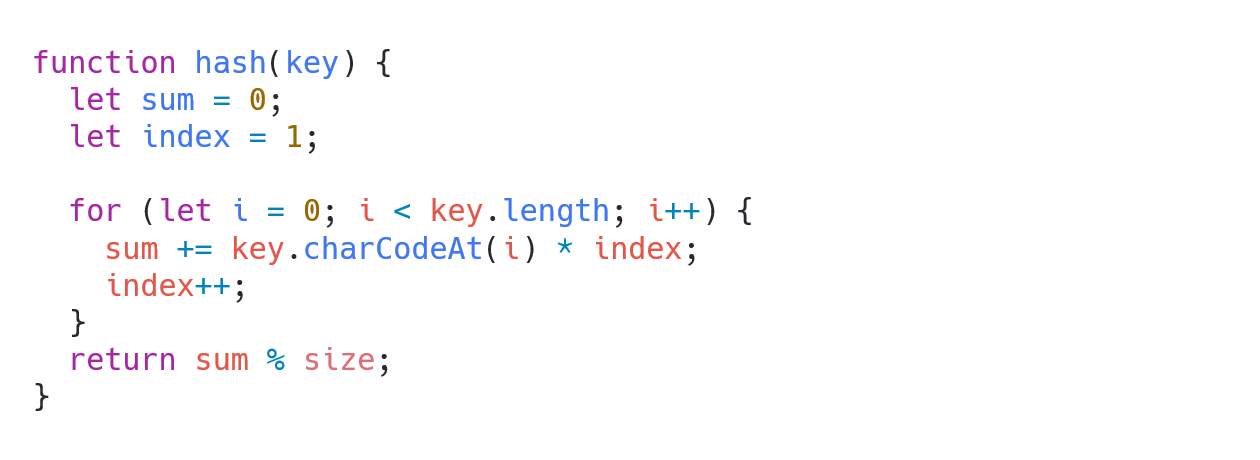 function hash(key) {
  let sum = 0;
  let index = 1;

  for (let i = 0; i < key.length; i++) {
    sum += key.charCodeAt(i) * index;
    index++;
  }
  return sum % size;
}